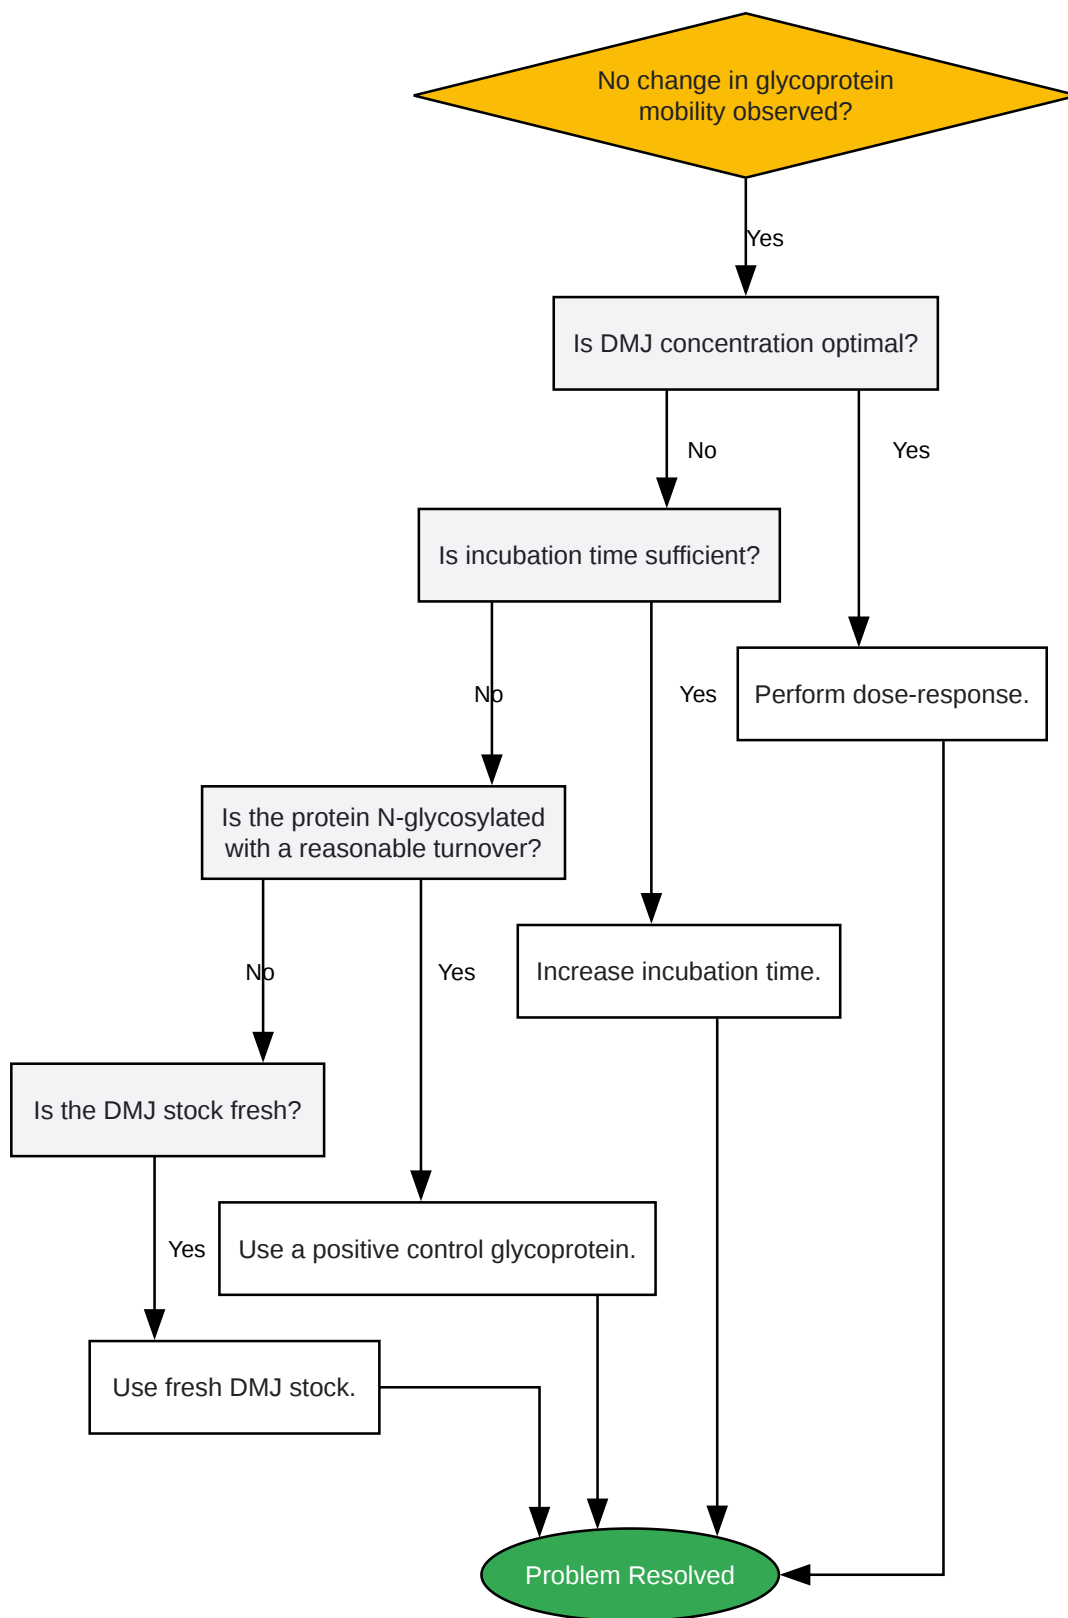 No change in glycoprotein
mobility observed?
Yes
Is DMJ concentration optimal?
No
Yes
Is incubation time sufficient?
No
Yes
Perform dose-response.
Is the protein N-glycosylated
with a reasonable turnover?
No
Yes
Increase incubation time.
Is the DMJ stock fresh?
Yes
Use a positive control glycoprotein.
Use fresh DMJ stock.
Problem Resolved